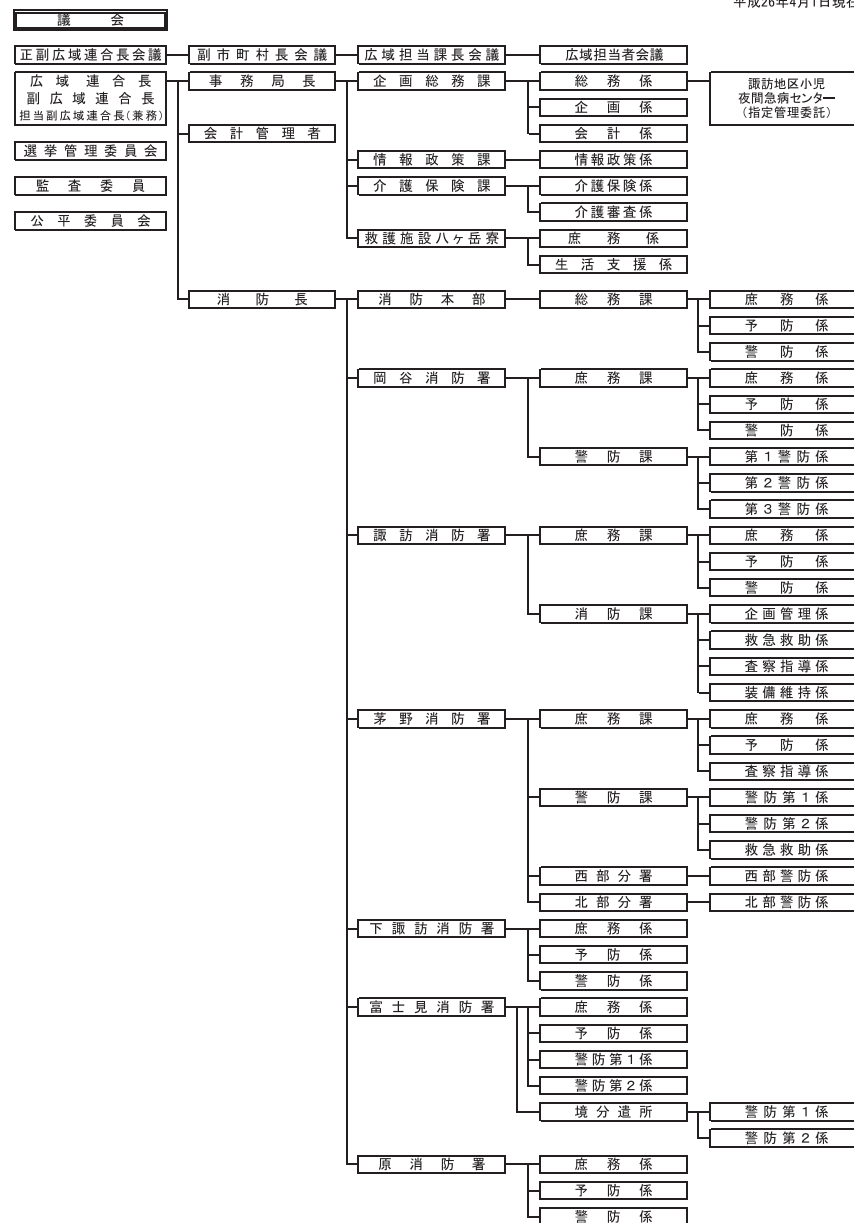 平成26年4月1日現在
議会
正副広域連合長会議 副市町村長会議 広域担当課長会議 広域担当者会議
広域連合長
副広域連合長
担当副広域連合長(兼務)
事務局長 企画総務課 総務係
諏訪地区小児
夜間急病センター
(指定管理委託)
企画係
会計管理者 会計係
選挙管理委員会
情報政策課 情報政策係
監査委員 介護保険課 介護保険係
介護審査係
公平委員会
救護施設八ヶ岳寮 庶務係
生活支援係
消防長 消防本部 総務課 庶務係
予防係
警防係
岡谷消防署 庶務課 庶務係
予防係
警防係
警防課 第1警防係
第2警防係
第3警防係
諏訪消防署 庶務課 庶務係
予防係
警防係
消防課 企画管理係
救急救助係
査察指導係
装備維持係
茅野消防署 庶務課 庶務係
予防係
査察指導係
警防課 警防第1係
警防第2係
救急救助係
西部分署 西部警防係
北部分署 北部警防係
下諏訪消防署 庶務係
予防係
警防係
富士見消防署 庶務係
予防係
警防第1係
警防第2係
境分遣所 警防第1係
警防第2係
原消防署 庶務係
予防係
警防係